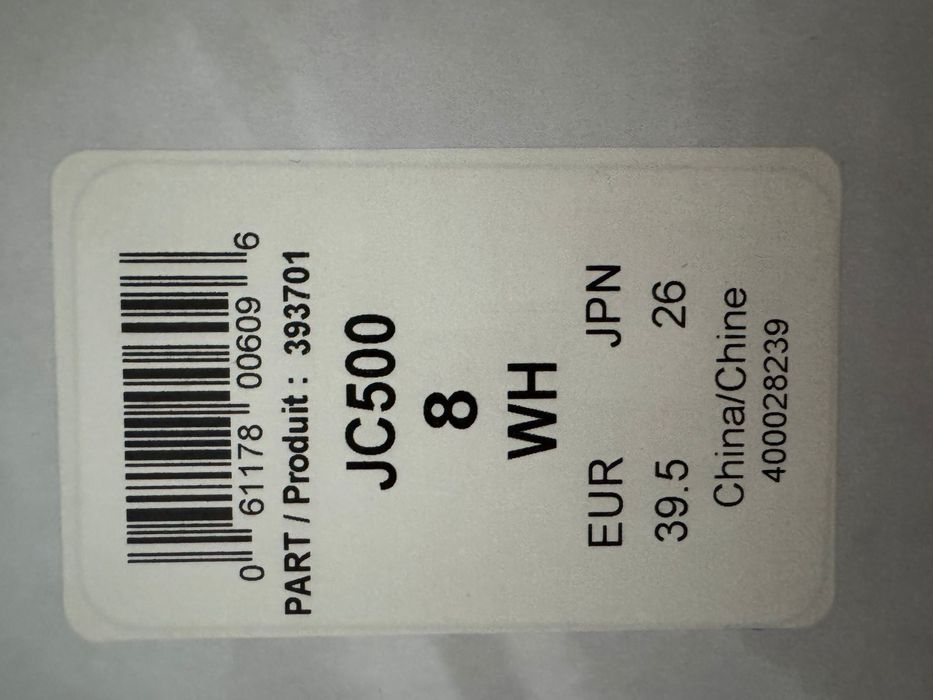 0 61178 00609 6
PART / Produit : 393701
JC500
8
WH
EUR JPN
39.5 26
China/Chine
400028239